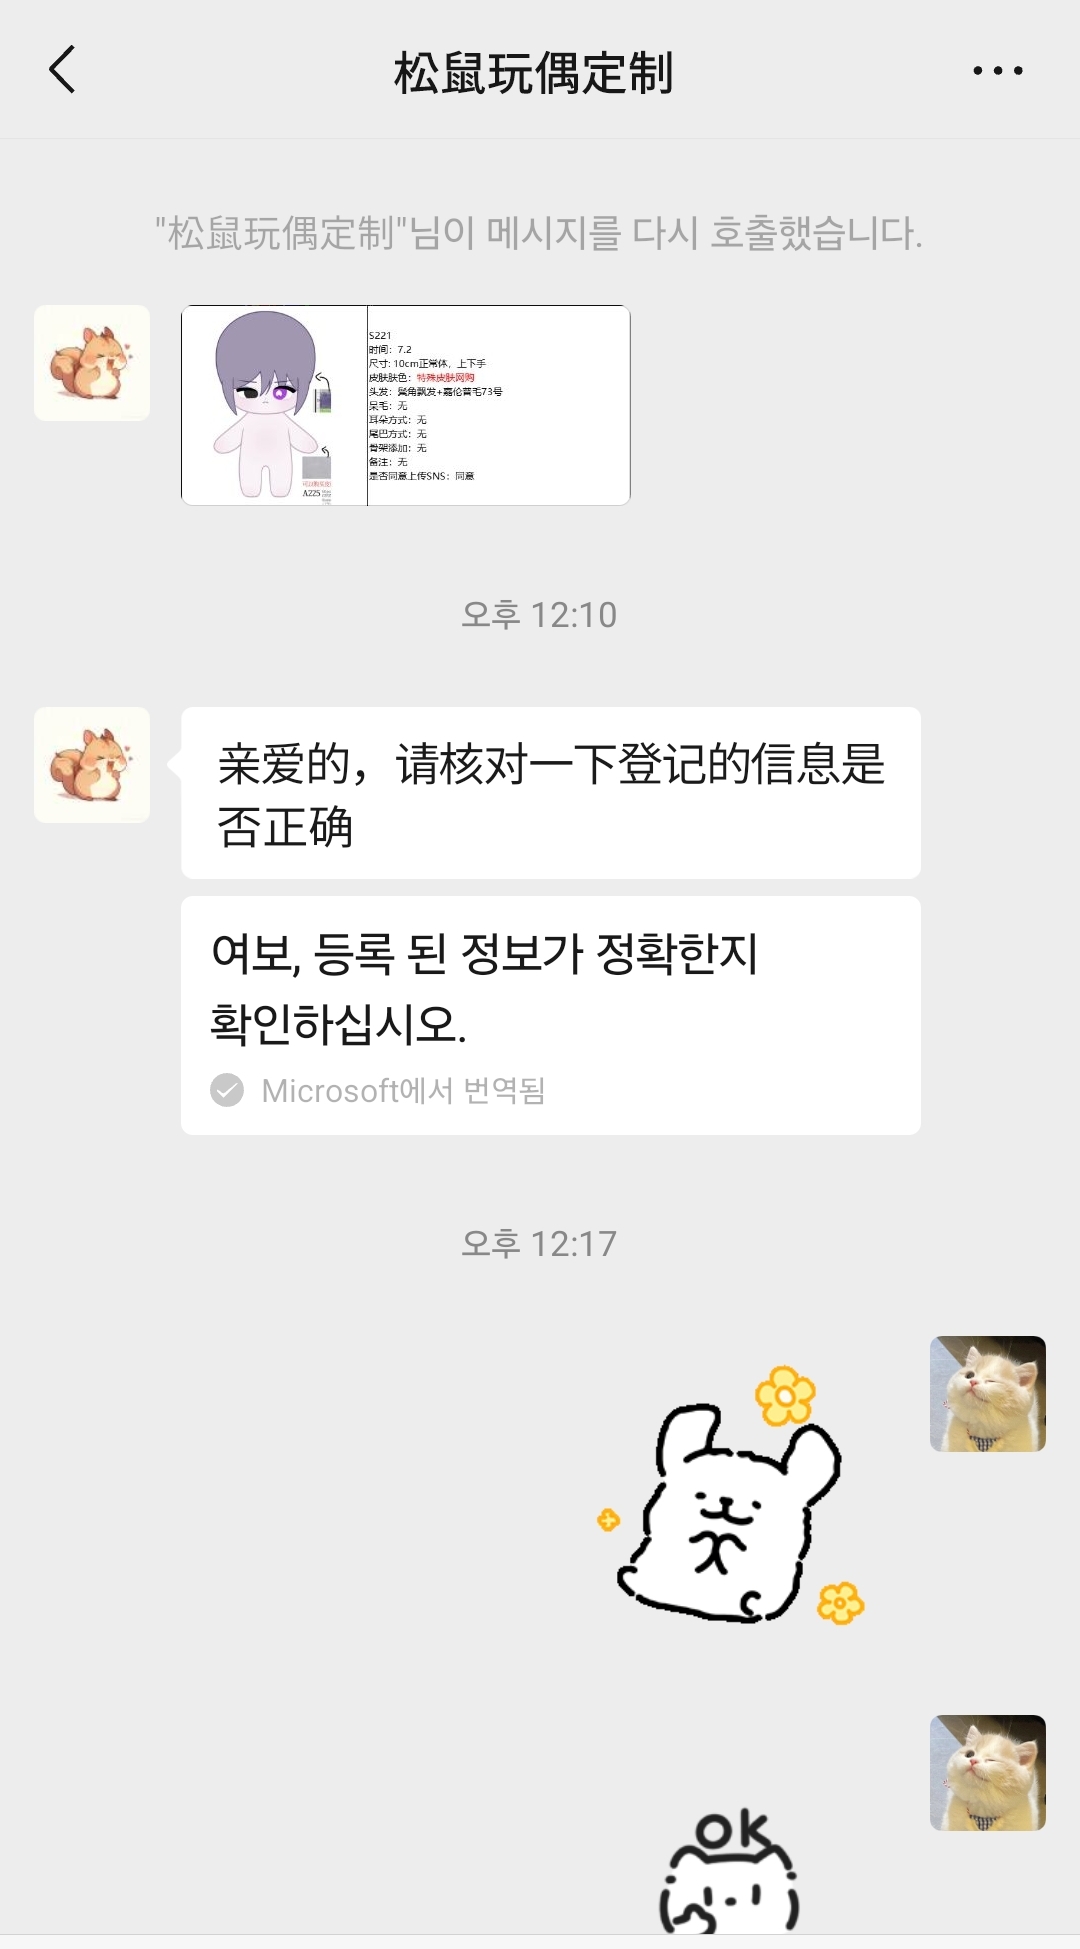 松鼠玩偶定制
"松鼠玩偶定制"님이 메시지를 다시 호출했습니다.
S221
时间：7.2
尺寸: 10cm正常体，上下手
皮肤肤色：特殊皮肤网购
头发：鬓角飘发+嘉伦普毛73号
呆毛：无
耳朵方式：无
尾巴方式：无
骨架添加：无
备注：无
是否同意上传SNS：同意
A225
오후 12:10
亲爱的，请核对一下登记的信息是
否正确
여보, 등록 된 정보가 정확한지
확인하십시오.
Microsoft에서 번역됨
오후 12:17
OK